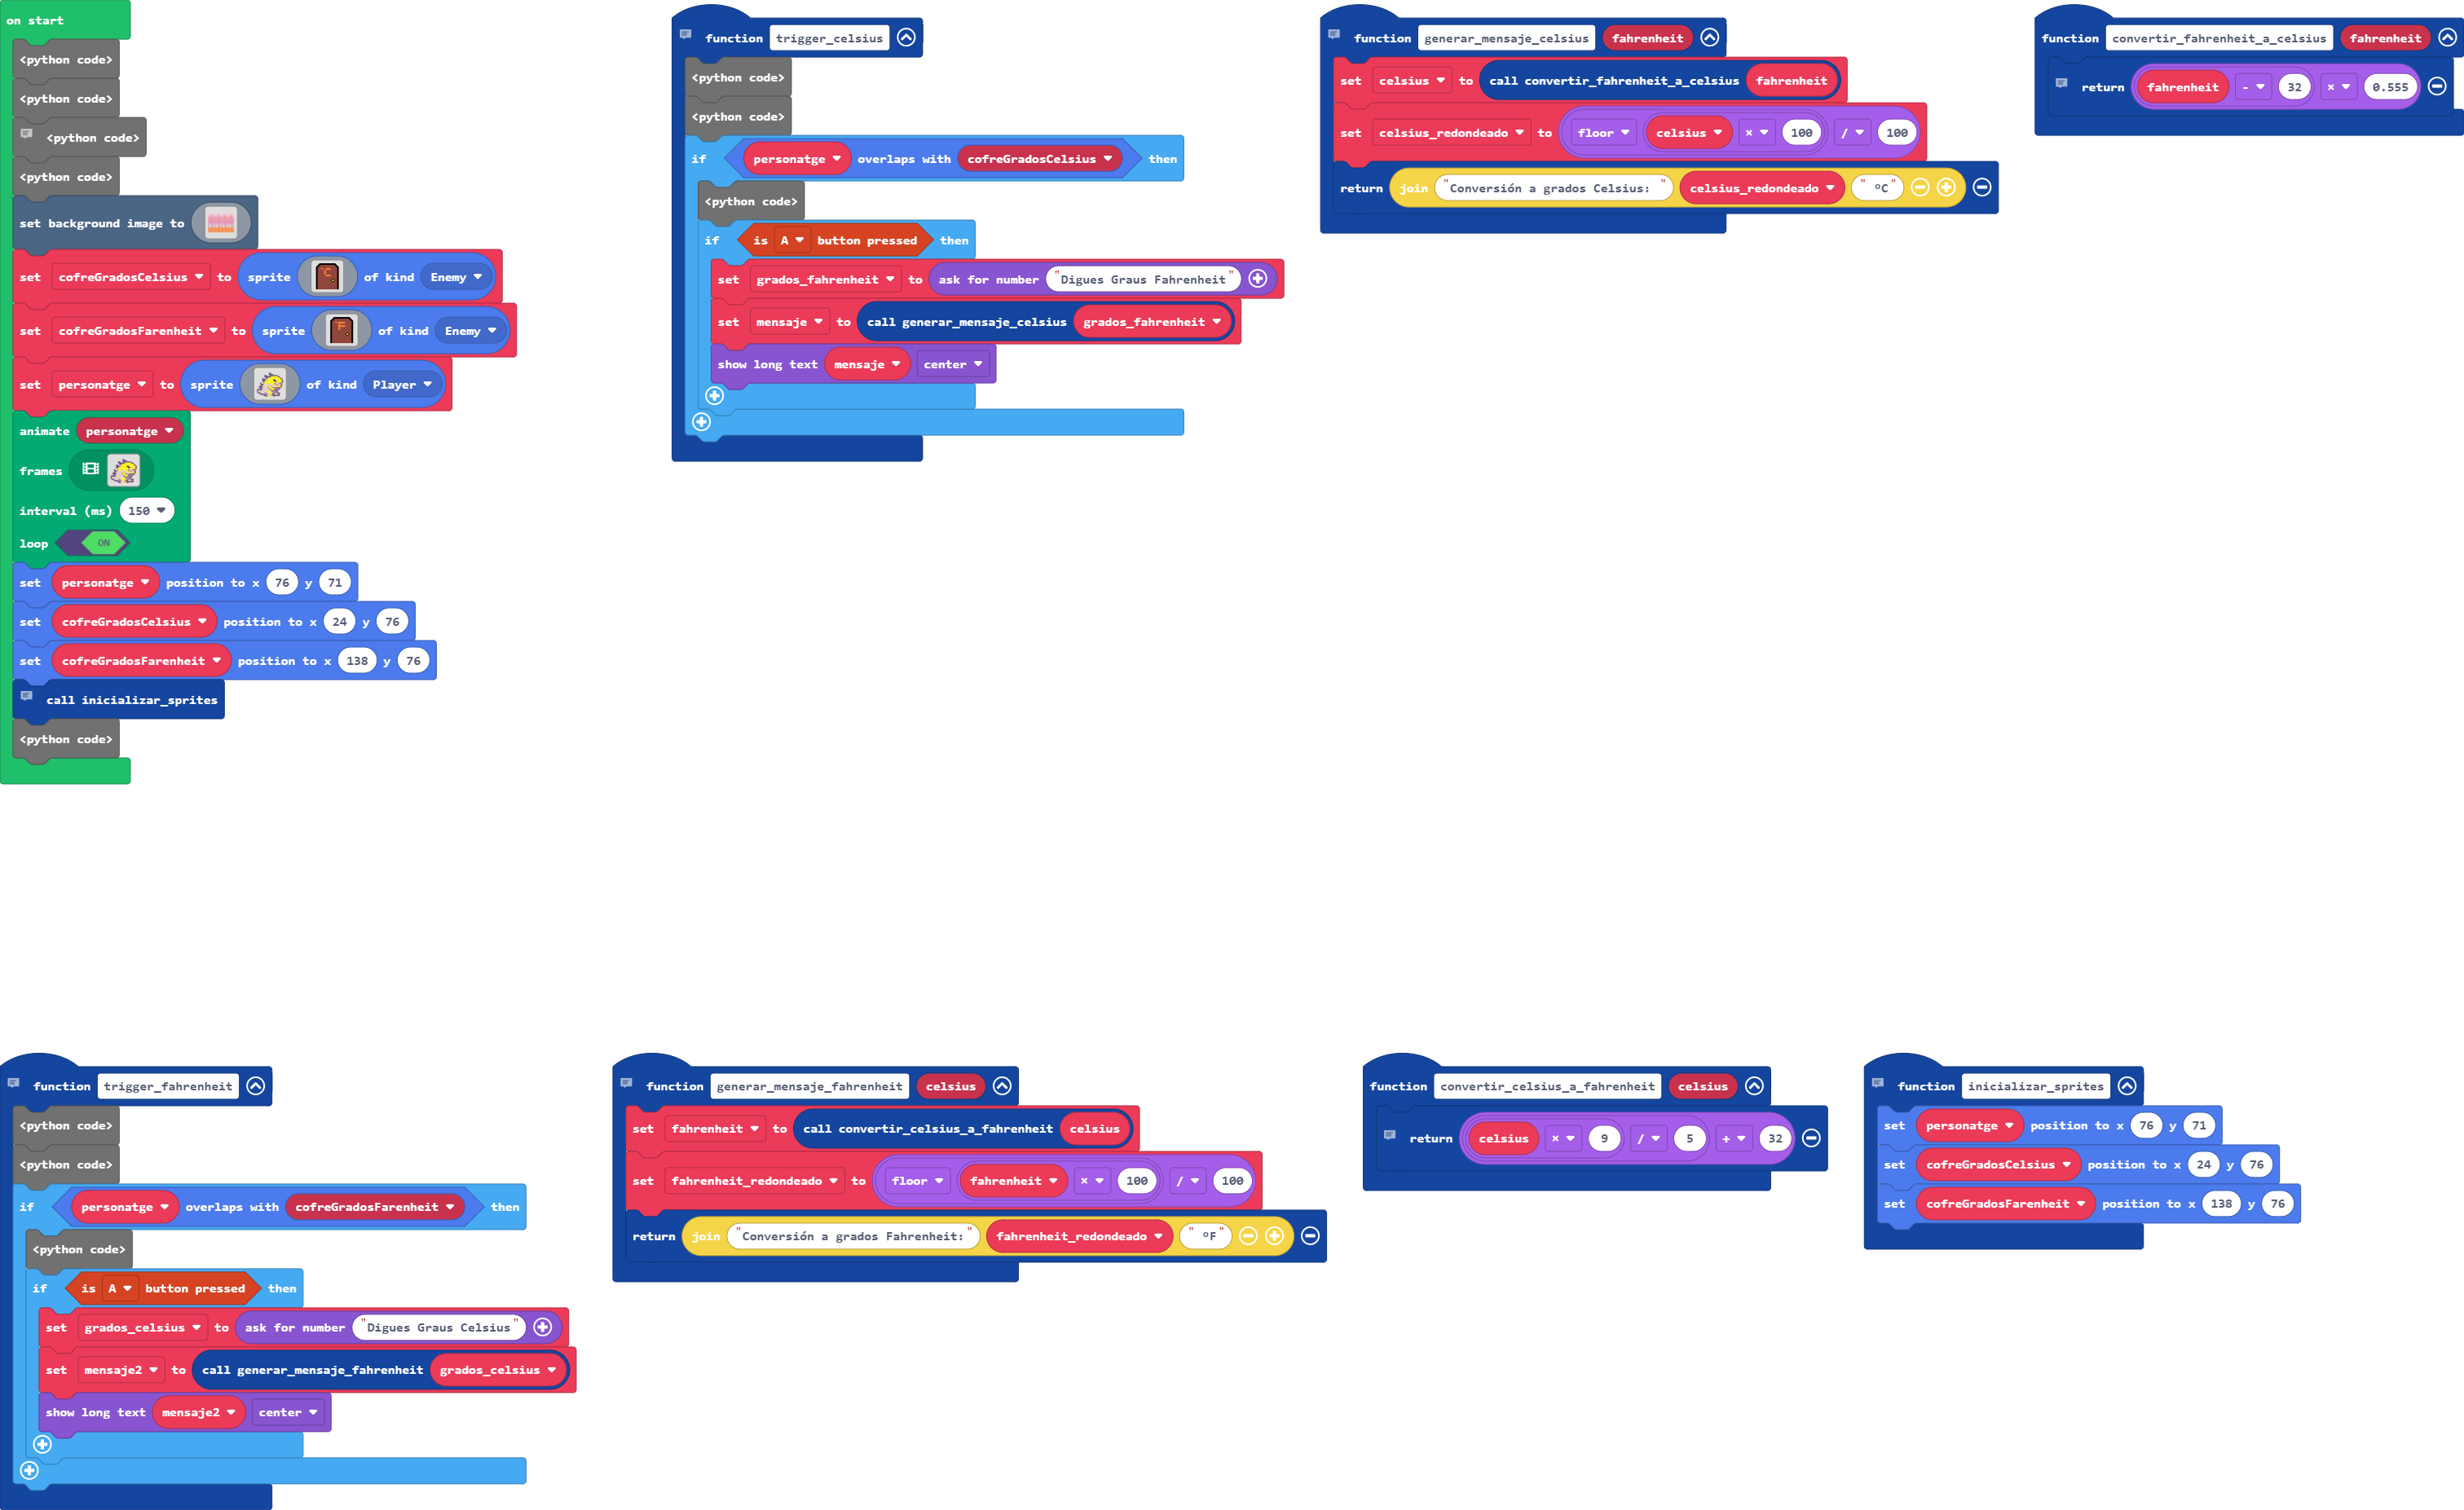 on start
<python code>
<python code>
<python code>
<python code>
set background image to
set cofreGradosCelsius to sprite of kind Enemy
set cofreGradosFarenheit to sprite of kind Enemy
set personatge to sprite of kind Player
animate personatge
frames
interval (ms) 150
loop ON
set personatge position to x 76 y 71
set cofreGradosCelsius position to x 24 y 76
set cofreGradosFarenheit position to x 138 y 76
call inicializar_sprites
<python code>
function trigger_celsius
<python code>
<python code>
if personatge overlaps with cofreGradosCelsius then
<python code>
if is A button pressed then
set grados_fahrenheit to ask for number "Digues Graus Fahrenheit"
set mensaje to call generar_mensaje_celsius grados_fahrenheit
show long text mensaje center
function generar_mensaje_celsius fahrenheit
set celsius to call convertir_fahrenheit_a_celsius fahrenheit
set celsius_redondeado to floor celsius × 100 / 100
return join "Conversión a grados Celsius: " celsius_redondeado " ºC"
function convertir_fahrenheit_a_celsius fahrenheit
return fahrenheit - 32 × 0.555
function trigger_fahrenheit
<python code>
<python code>
if personatge overlaps with cofreGradosFarenheit then
<python code>
if is A button pressed then
set grados_celsius to ask for number "Digues Graus Celsius"
set mensaje2 to call generar_mensaje_fahrenheit grados_celsius
show long text mensaje2 center
function generar_mensaje_fahrenheit celsius
set fahrenheit to call convertir_celsius_a_fahrenheit celsius
set fahrenheit_redondeado to floor fahrenheit × 100 / 100
return join "Conversión a grados Fahrenheit: " fahrenheit_redondeado " ºF"
function convertir_celsius_a_fahrenheit celsius
return celsius × 9 / 5 + 32
function inicializar_sprites
set personatge position to x 76 y 71
set cofreGradosCelsius position to x 24 y 76
set cofreGradosFarenheit position to x 138 y 76